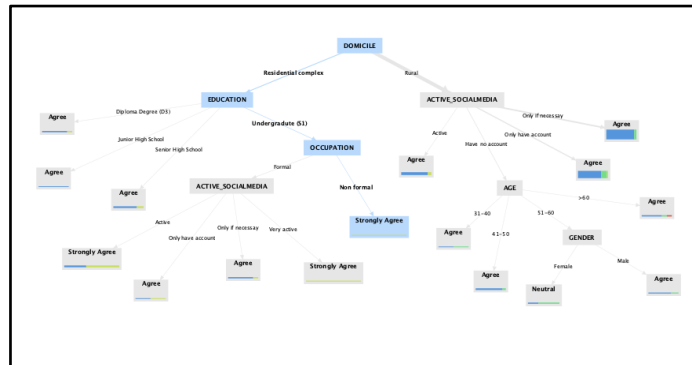 DOMICILE
Residential complex
Rural
EDUCATION
ACTIVE_SOCIALMEDIA
Diploma Degree (D3)
Only if necessay
Agree
Agree
Junior High School
Undergradute (S1)
Active
Only have account
Senior High School
Have no account
OCCUPATION
Agree
Agree
Formal
Agree
ACTIVE_SOCIALMEDIA
AGE
Agree
Non formal
>60
Agree
31-40
51-60
Active
Strongly Agree
Agree
41-50
GENDER
Only have account
Only if necessay
Very active
Strongly Agree
Agree
Strongly Agree
Female
Male
Agree
Agree
Neutral
Agree